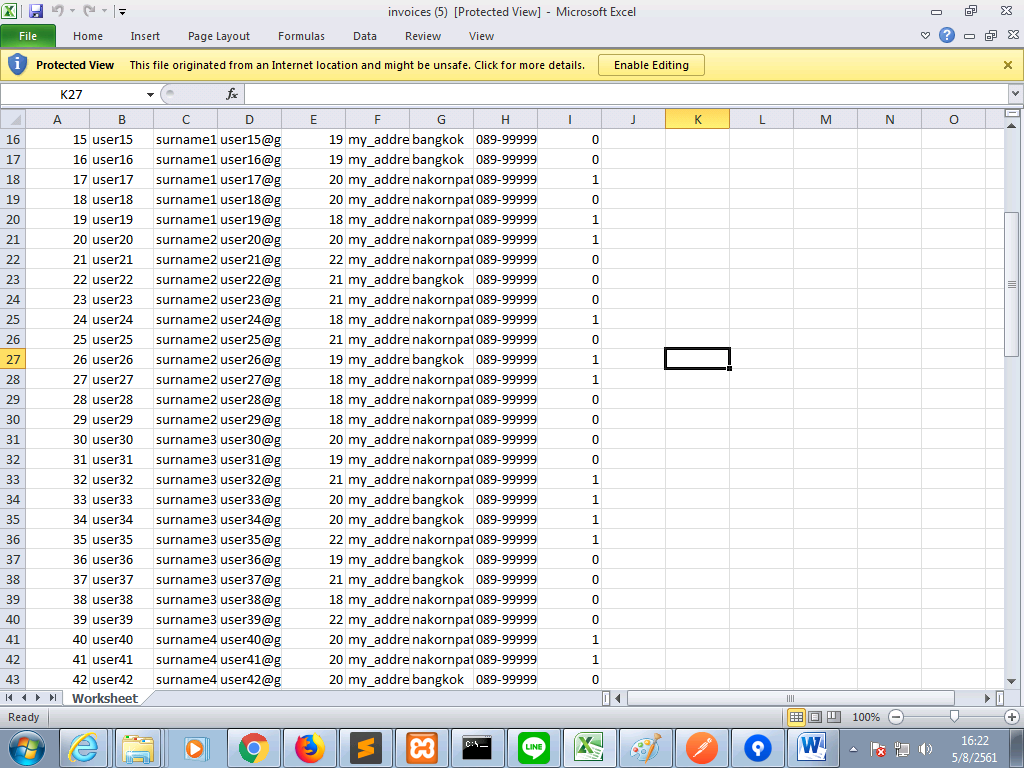 invoices (5) [Protected View] - Microsoft Excel
File Home Insert Page Layout Formulas Data Review View
Protected View This file originated from an Internet location and might be unsafe. Click for more details. Enable Editing
K27 fx
A B C D E F G H I J K L M N O
16 15 user15 surname1 user15@g 19 my_addre bangkok 089-99999 0
17 16 user16 surname1 user16@g 19 my_addre bangkok 089-99999 0
18 17 user17 surname1 user17@g 20 my_addre nakornpat 089-99999 1
19 18 user18 surname1 user18@g 20 my_addre nakornpat 089-99999 0
20 19 user19 surname1 user19@g 18 my_addre nakornpat 089-99999 1
21 20 user20 surname2 user20@g 20 my_addre nakornpat 089-99999 1
22 21 user21 surname2 user21@g 22 my_addre nakornpat 089-99999 0
23 22 user22 surname2 user22@g 21 my_addre bangkok 089-99999 0
24 23 user23 surname2 user23@g 21 my_addre nakornpat 089-99999 0
25 24 user24 surname2 user24@g 18 my_addre nakornpat 089-99999 1
26 25 user25 surname2 user25@g 21 my_addre nakornpat 089-99999 0
27 26 user26 surname2 user26@g 19 my_addre bangkok 089-99999 1
28 27 user27 surname2 user27@g 18 my_addre nakornpat 089-99999 1
29 28 user28 surname2 user28@g 18 my_addre nakornpat 089-99999 0
30 29 user29 surname2 user29@g 18 my_addre nakornpat 089-99999 0
31 30 user30 surname3 user30@g 20 my_addre nakornpat 089-99999 0
32 31 user31 surname3 user31@g 19 my_addre nakornpat 089-99999 0
33 32 user32 surname3 user32@g 21 my_addre nakornpat 089-99999 1
34 33 user33 surname3 user33@g 20 my_addre bangkok 089-99999 1
35 34 user34 surname3 user34@g 20 my_addre bangkok 089-99999 1
36 35 user35 surname3 user35@g 22 my_addre nakornpat 089-99999 1
37 36 user36 surname3 user36@g 19 my_addre bangkok 089-99999 0
38 37 user37 surname3 user37@g 21 my_addre bangkok 089-99999 0
39 38 user38 surname3 user38@g 18 my_addre nakornpat 089-99999 0
40 39 user39 surname3 user39@g 22 my_addre nakornpat 089-99999 0
41 40 user40 surname4 user40@g 20 my_addre nakornpat 089-99999 1
42 41 user41 surname4 user41@g 20 my_addre nakornpat 089-99999 1
43 42 user42 surname4 user42@g 20 my_addre bangkok 089-99999 0
Worksheet
Ready 100%
LINE
16:22
5/8/2561